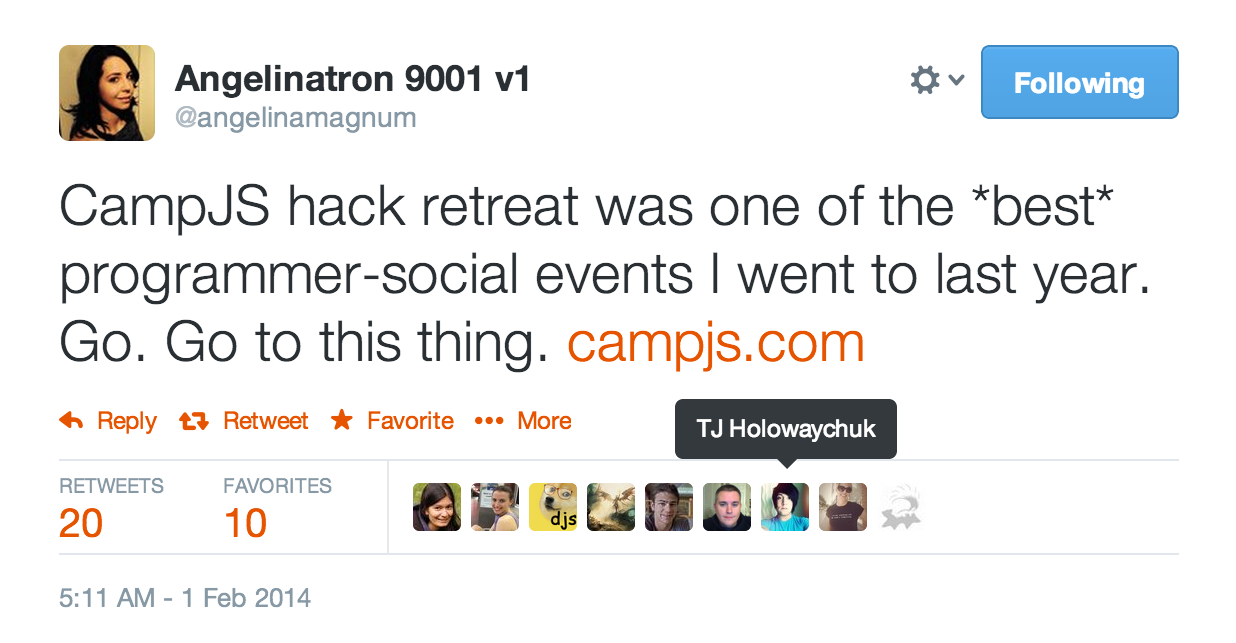 Angelinatron 9001 v1
@angelinamagnum
Following
CampJS hack retreat was one of the *best*
programmer-social events I went to last year.
Go. Go to this thing. campjs.com
Reply Retweet Favorite More
TJ Holowaychuk
RETWEETS FAVORITES
20 10
djs
5:11 AM - 1 Feb 2014